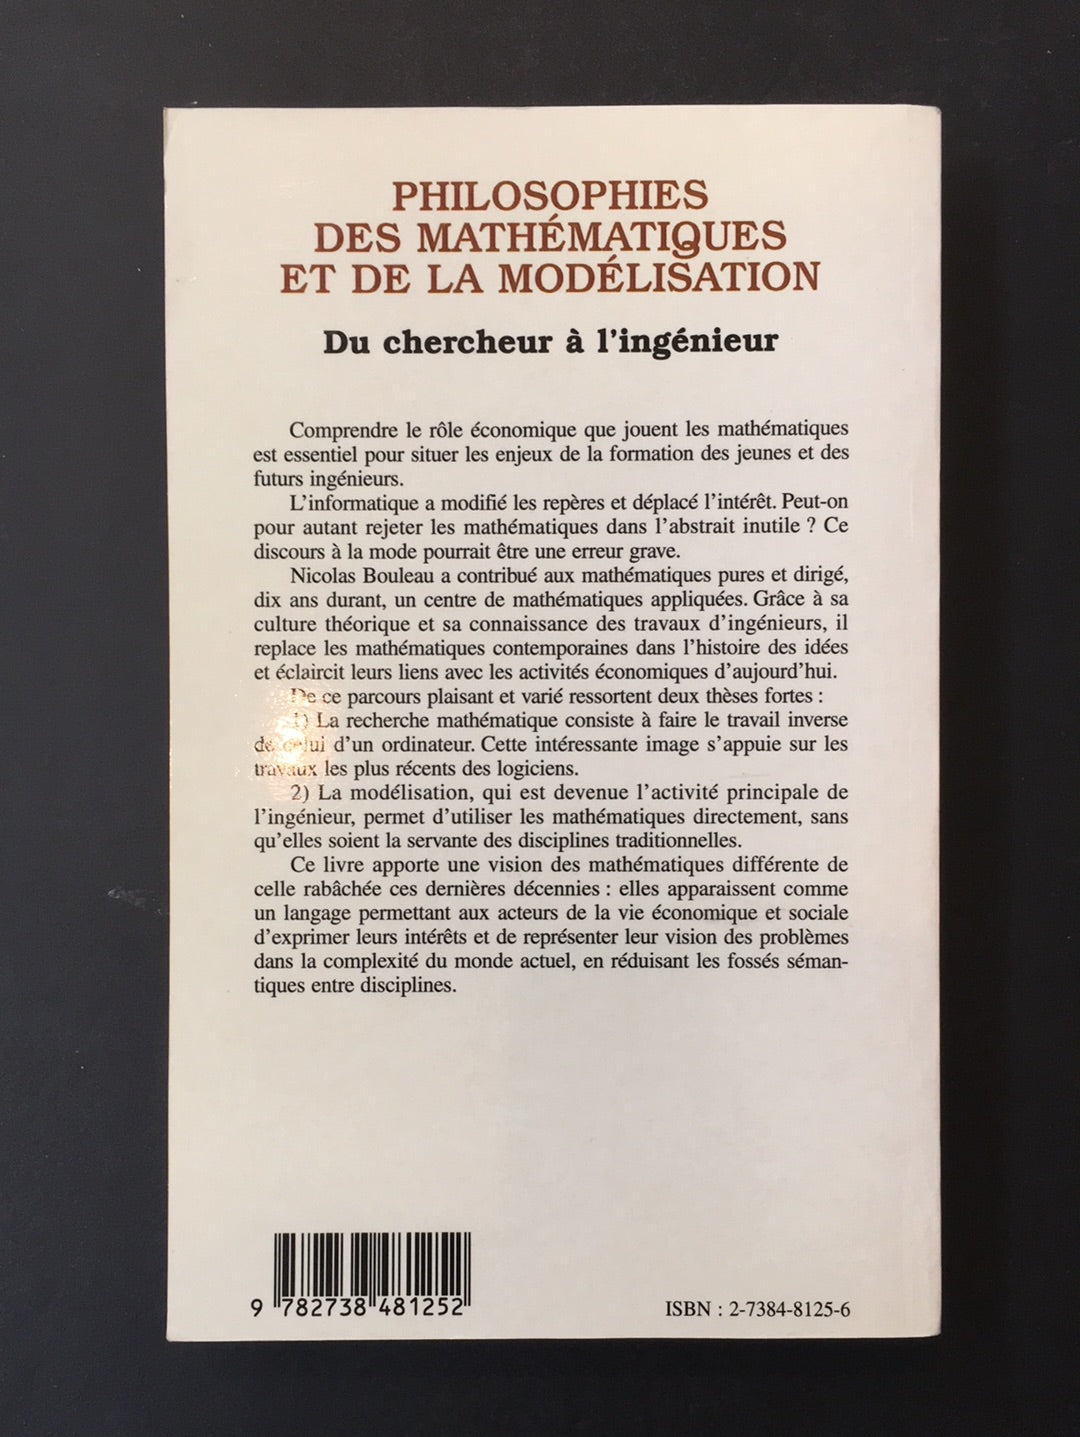 PHILOSOPHIES
DES MATHÉMATIQUES
ET DE LA MODÉLISATION
Du chercheur à l'ingénieur
Comprendre le rôle économique que jouent les mathématiques
est essentiel pour situer les enjeux de la formation des jeunes et des
futurs ingénieurs.
L'informatique a modifié les repères et déplacé l'intérêt. Peut-on
pour autant rejeter les mathématiques dans l'abstrait inutile ? Ce
discours à la mode pourrait être une erreur grave.
Nicolas Bouleau a contribué aux mathématiques pures et dirigé,
dix ans durant, un centre de mathématiques appliquées. Grâce à sa
culture théorique et sa connaissance des travaux d'ingénieurs, il
replace les mathématiques contemporaines dans l'histoire des idées
et éclaircit leurs liens avec les activités économiques d'aujourd'hui.
De ce parcours plaisant et varié ressortent deux thèses fortes :
1) La recherche mathématique consiste à faire le travail inverse
de celui d'un ordinateur. Cette intéressante image s'appuie sur les
travaux les plus récents des logiciens.
2) La modélisation, qui est devenue l'activité principale de
l'ingénieur, permet d'utiliser les mathématiques directement, sans
qu'elles soient la servante des disciplines traditionnelles.
Ce livre apporte une vision des mathématiques différente de
celle rabâchée ces dernières décennies : elles apparaissent comme
un langage permettant aux acteurs de la vie économique et sociale
d'exprimer leurs intérêts et de représenter leur vision des problèmes
dans la complexité du monde actuel, en réduisant les fossés séman-
tiques entre disciplines.
9 782738 481252
ISBN : 2-7384-8125-6